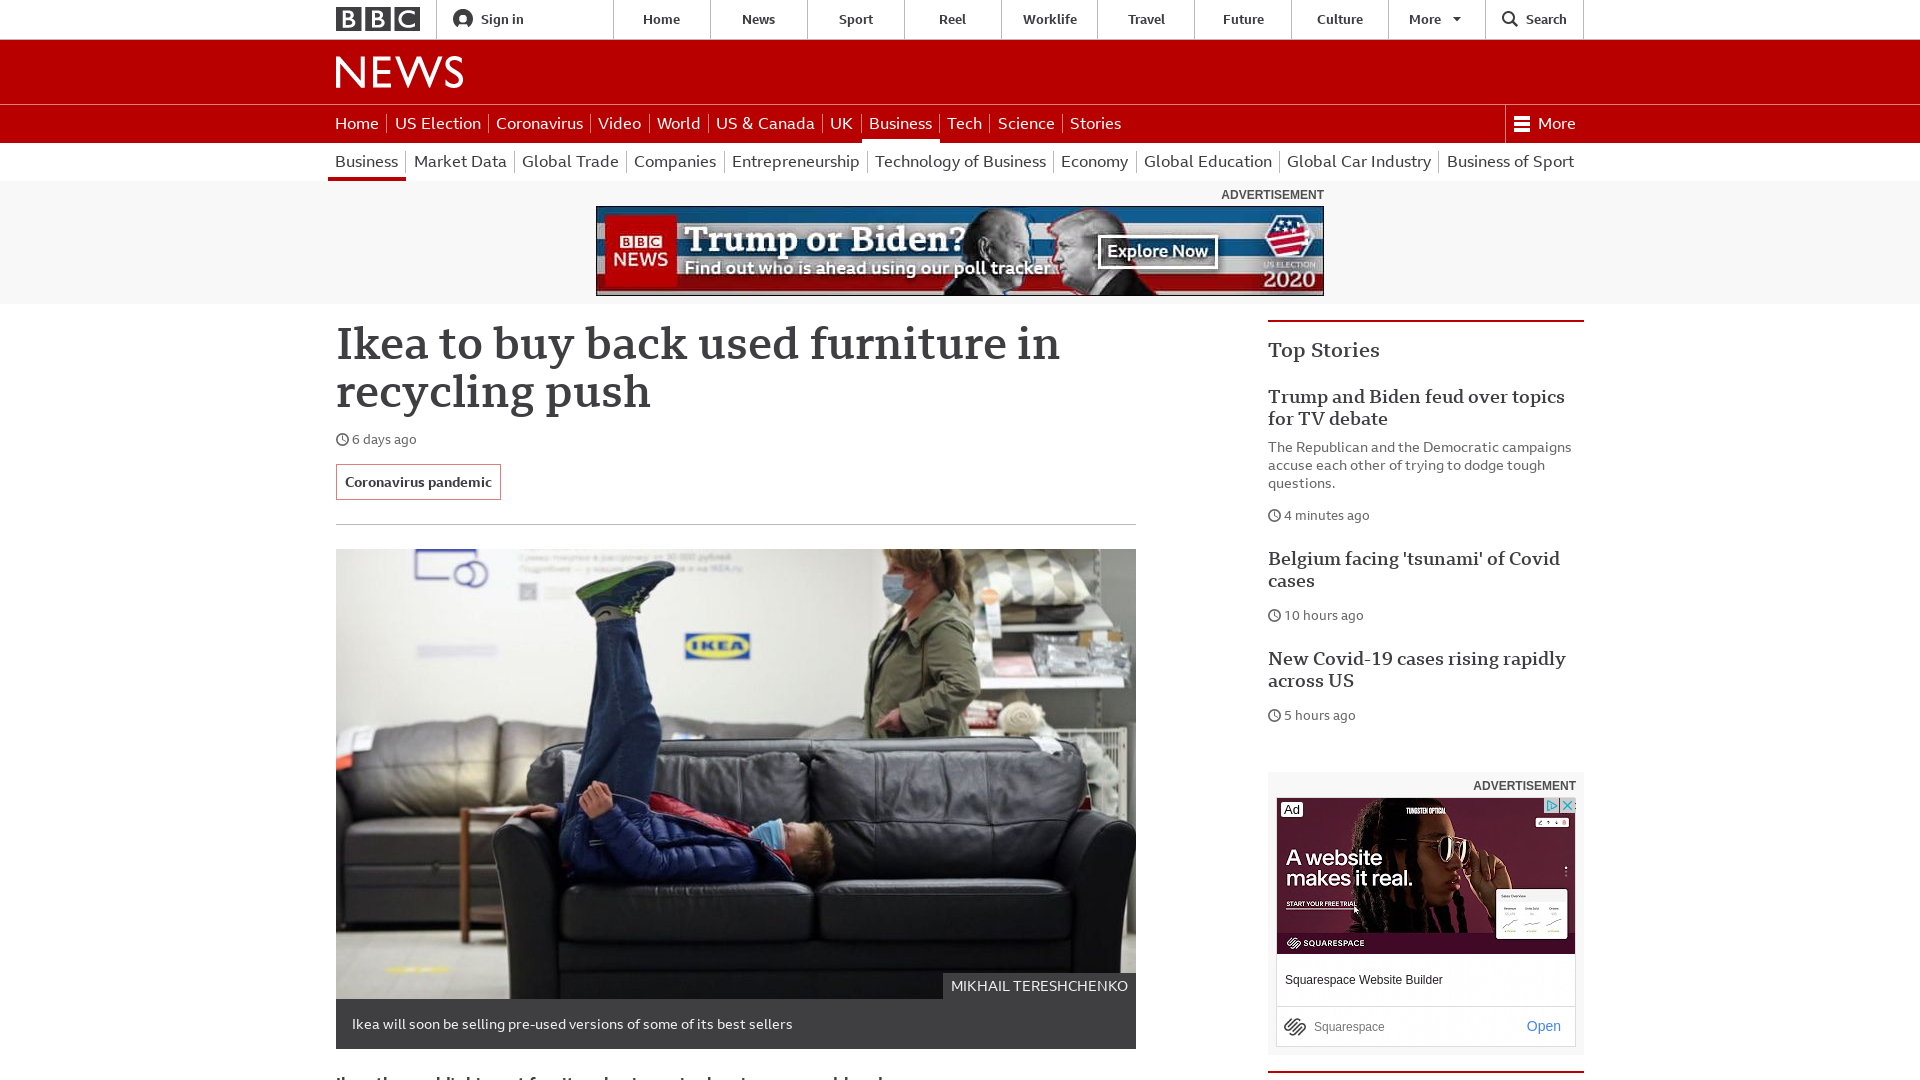 BBC
Sign in
Home
News
Sport
Reel
Worklife
Travel
Future
Culture
More
Search
NEWS
Home
US Election
Coronavirus
Video
World
US & Canada
UK
Business
Tech
Science
Stories
More
Business
Market Data
Global Trade
Companies
Entrepreneurship
Technology of Business
Economy
Global Education
Global Car Industry
Business of Sport
ADVERTISEMENT
BBC
NEWS
Trump or Biden?
Find out who is ahead using our poll tracker
Explore Now
US ELECTION
2020
Ikea to buy back used furniture in
recycling push
6 days ago
Coronavirus pandemic
IKEA
MIKHAIL TERESHCHENKO
Ikea will soon be selling pre-used versions of some of its best sellers
Top Stories
Trump and Biden feud over topics
for TV debate
The Republican and the Democratic campaigns
accuse each other of trying to dodge tough
questions.
4 minutes ago
Belgium facing 'tsunami' of Covid
cases
10 hours ago
New Covid-19 cases rising rapidly
across US
5 hours ago
ADVERTISEMENT
Ad
TUNGSTEN OPTICAL
A website
makes it real.
START YOUR FREE TRIAL
SQUARESPACE
Squarespace Website Builder
Squarespace
Open